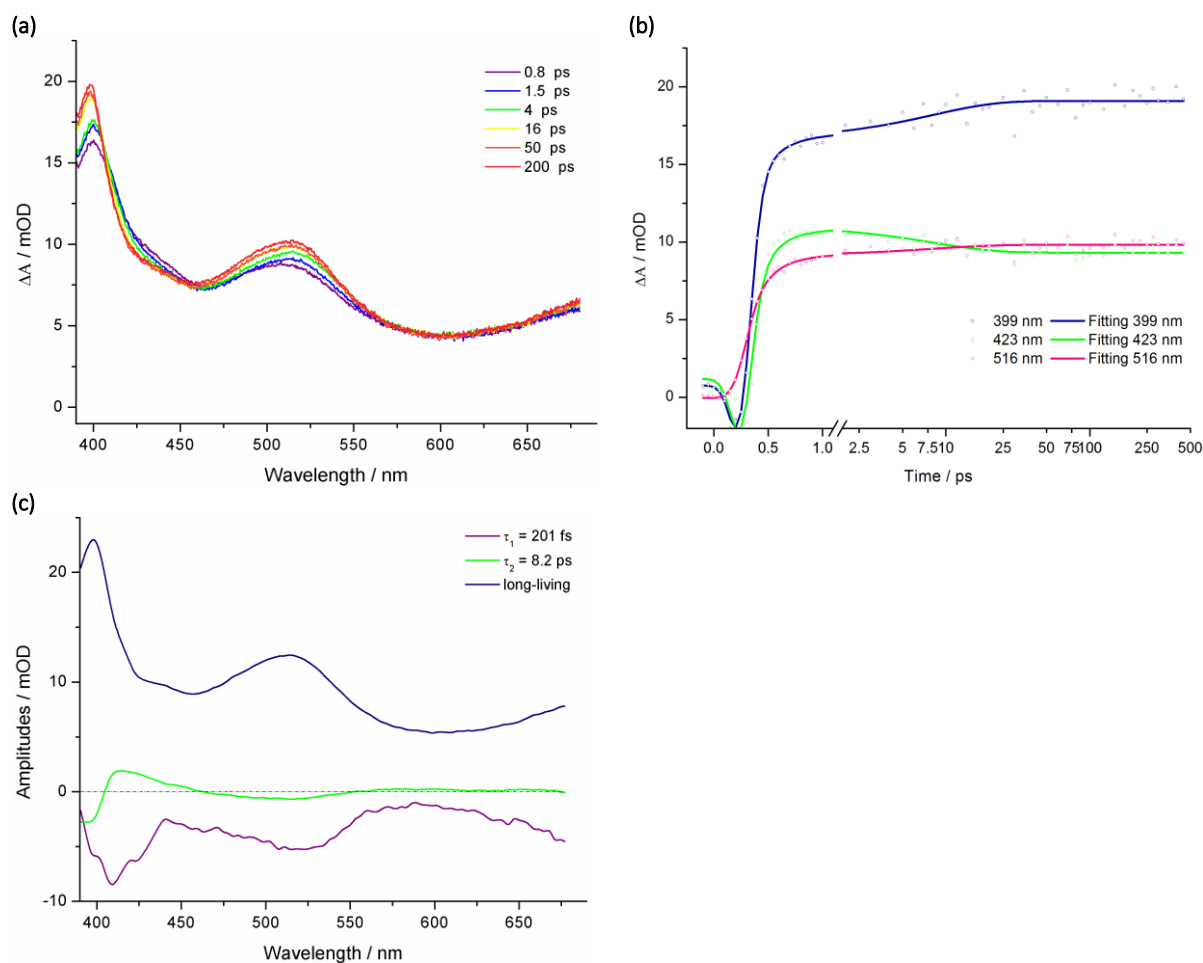 (a)
ΔA / mOD
20
15
10
5
0
400 450 500 550 600 650
Wavelength / nm
0.8 ps
1.5 ps
4 ps
16 ps
50 ps
200 ps
(b)
ΔA / mOD
20
15
10
5
0
399 nm Fitting 399 nm
423 nm Fitting 423 nm
516 nm Fitting 516 nm
0.0 0.5 1.0 2.5 5 7.5 10 25 50 75 100 250 500
Time / ps
(c)
Amplitudes / mOD
20
10
0
-10
τ1 = 201 fs
τ2 = 8.2 ps
long-living
400 450 500 550 600 650
Wavelength / nm